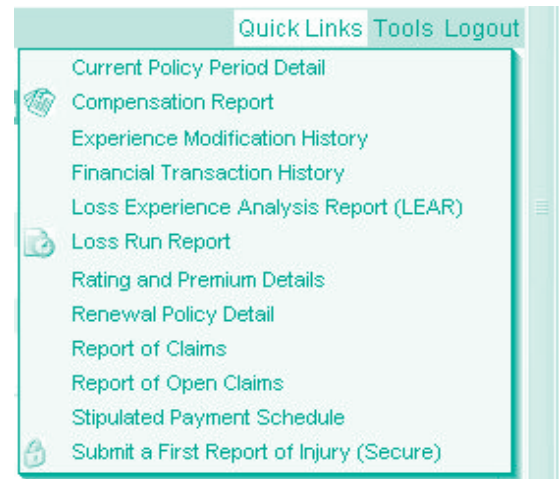 Quick Links Tools Logout
Current Policy Period Detail
Compensation Report
Experience Modification History
Financial Transaction History
Loss Experience Analysis Report (LEAR)
Loss Run Report
Rating and Premium Details
Renewal Policy Detail
Report of Claims
Report of Open Claims
Stipulated Payment Schedule
Submit a First Report of Injury (Secure)